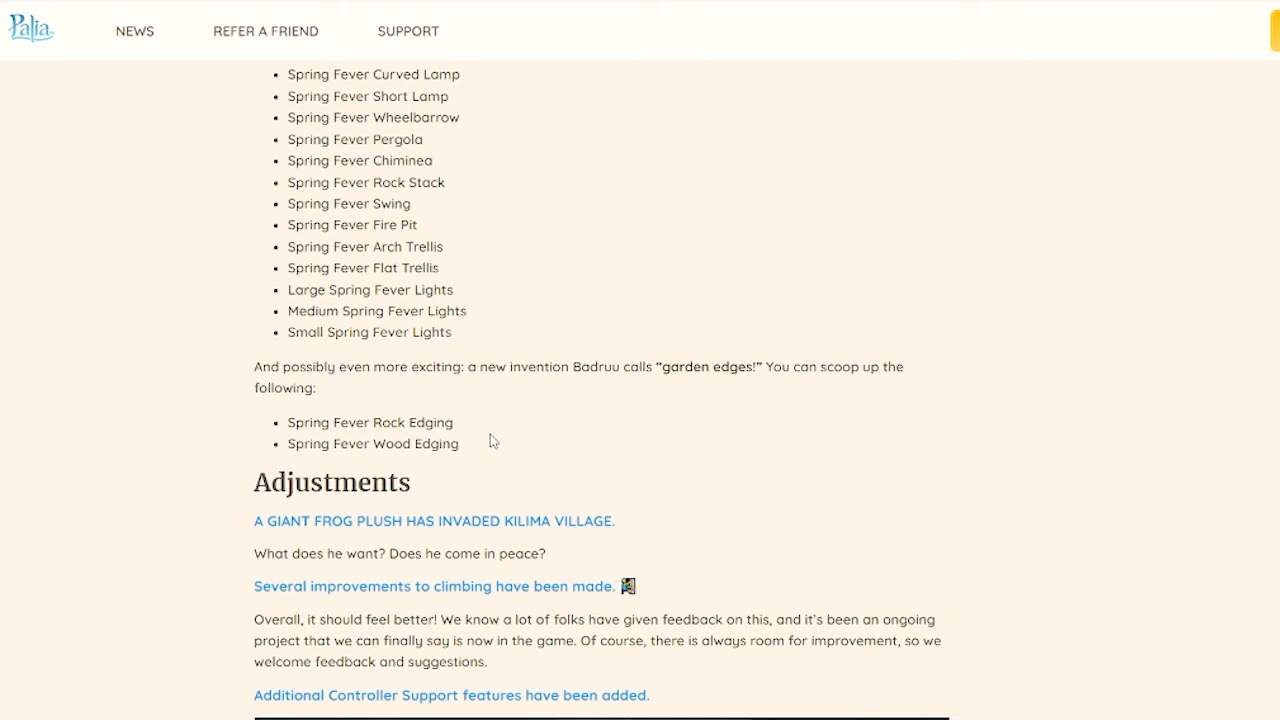 Palia
NEWS
REFER A FRIEND
SUPPORT
• Spring Fever Curved Lamp
• Spring Fever Short Lamp
• Spring Fever Wheelbarrow
• Spring Fever Pergola
• Spring Fever Chiminea
• Spring Fever Rock Stack
• Spring Fever Swing
• Spring Fever Fire Pit
• Spring Fever Arch Trellis
• Spring Fever Flat Trellis
• Large Spring Fever Lights
• Medium Spring Fever Lights
• Small Spring Fever Lights
And possibly even more exciting: a new invention Badruu calls "garden edges!" You can scoop up the
following:
• Spring Fever Rock Edging
• Spring Fever Wood Edging
Adjustments
A GIANT FROG PLUSH HAS INVADED KILIMA VILLAGE.
What does he want? Does he come in peace?
Several improvements to climbing have been made.
Overall, it should feel better! We know a lot of folks have given feedback on this, and it's been an ongoing
project that we can finally say is now in the game. Of course, there is always room for improvement, so we
welcome feedback and suggestions.
Additional Controller Support features have been added.